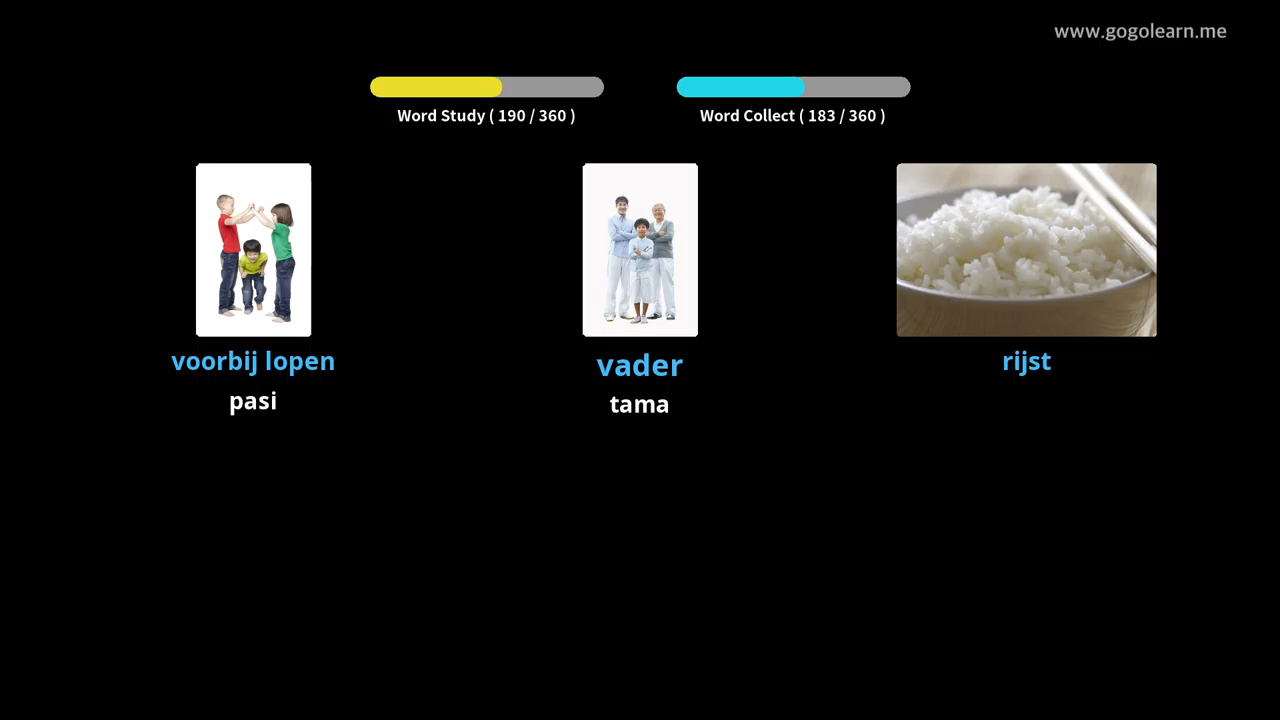 www.gogolearn.me
Word Study ( 190 / 360 )
Word Collect ( 183 / 360 )
voorbij lopen
pasi
vader
tama
rijst